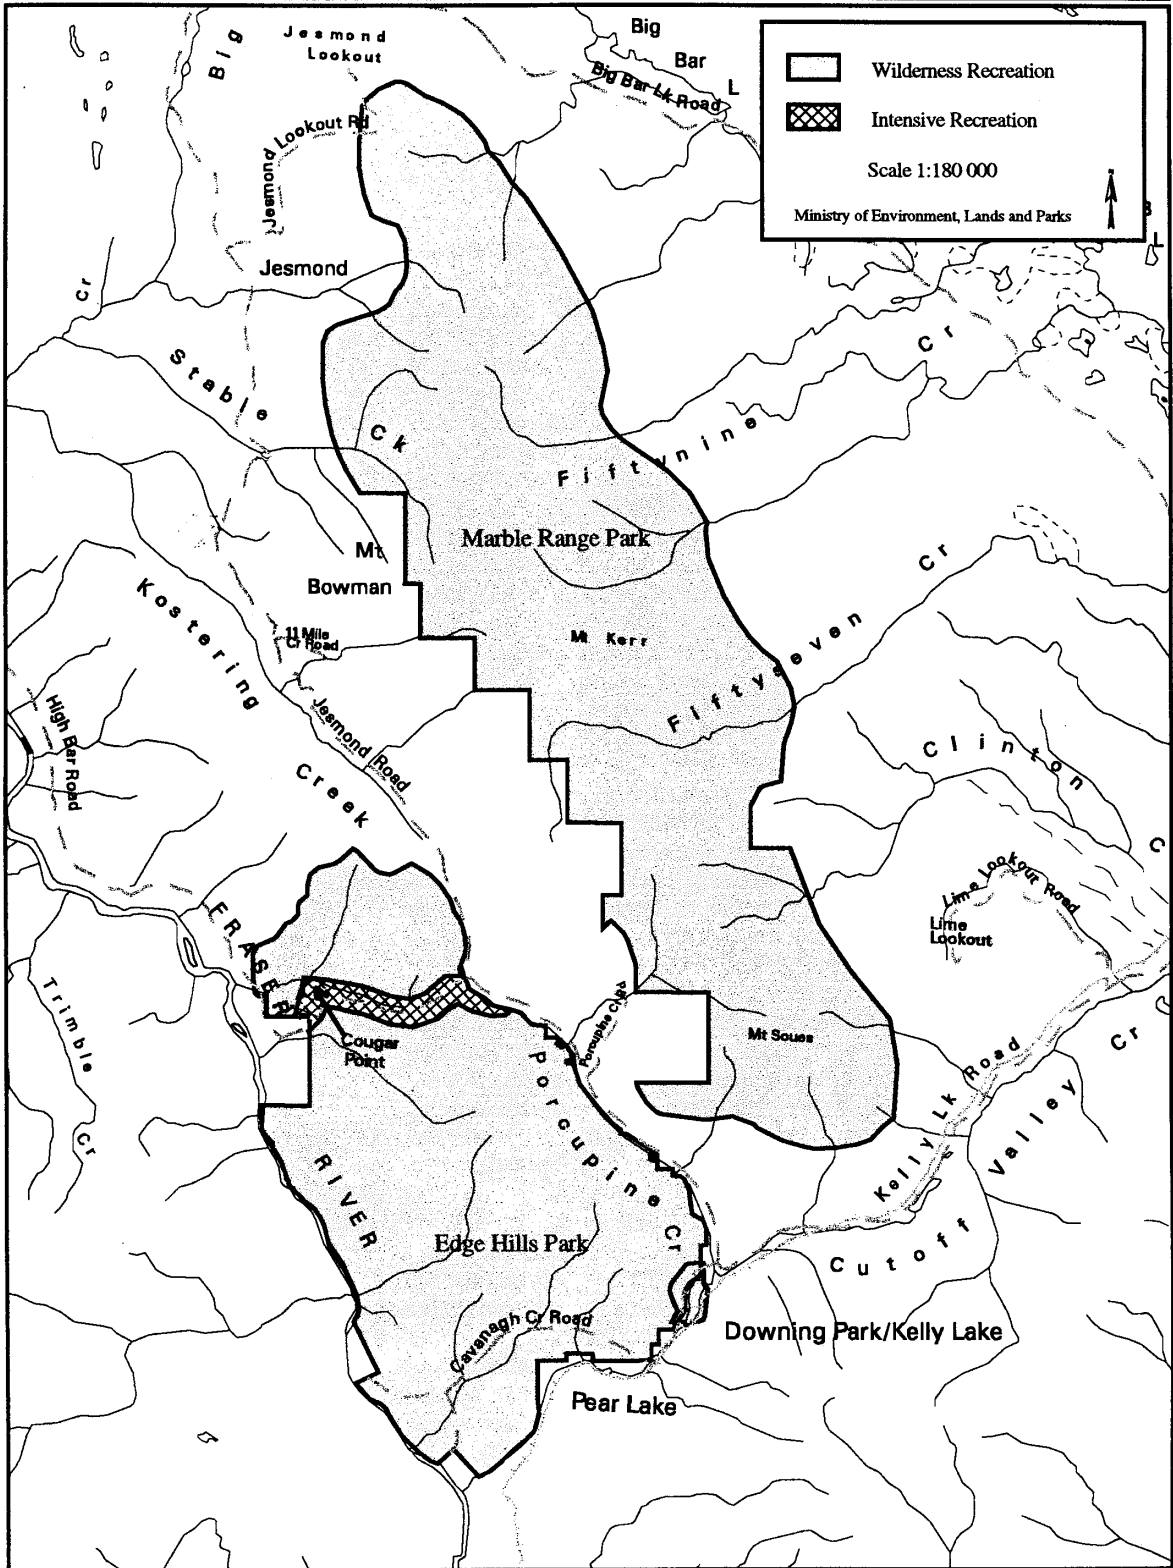 Jesmond
Lookout
Big
Big
Bar
L
Big Bar Lk Road
Wilderness Recreation
Intensive Recreation
Scale 1:180 000
Ministry of Environment, Lands and Parks
L
Jesmond Lookout Rd
Jesmond
Cr
Stable
Ck
Cr
Fiftynine
Marble Range Park
Mt
Bowman
Cr
Kostering
Creek
11 Mile
Cr Road
Mt Kerr
Fiftyseven
High Bar Road
Jesmond Road
Clinton
C
Lime Lookout Road
Lime
Lookout
FRASER
RIVER
Trimble
Cr
Cougar
Point
Porcupine Cr Rd
Porcupine
Cr
Mt Soues
Kelly Lk Road
Valley Cr
Cutoff
Edge Hills Park
Cavanagh Cr Road
Downing Park/Kelly Lake
Pear Lake